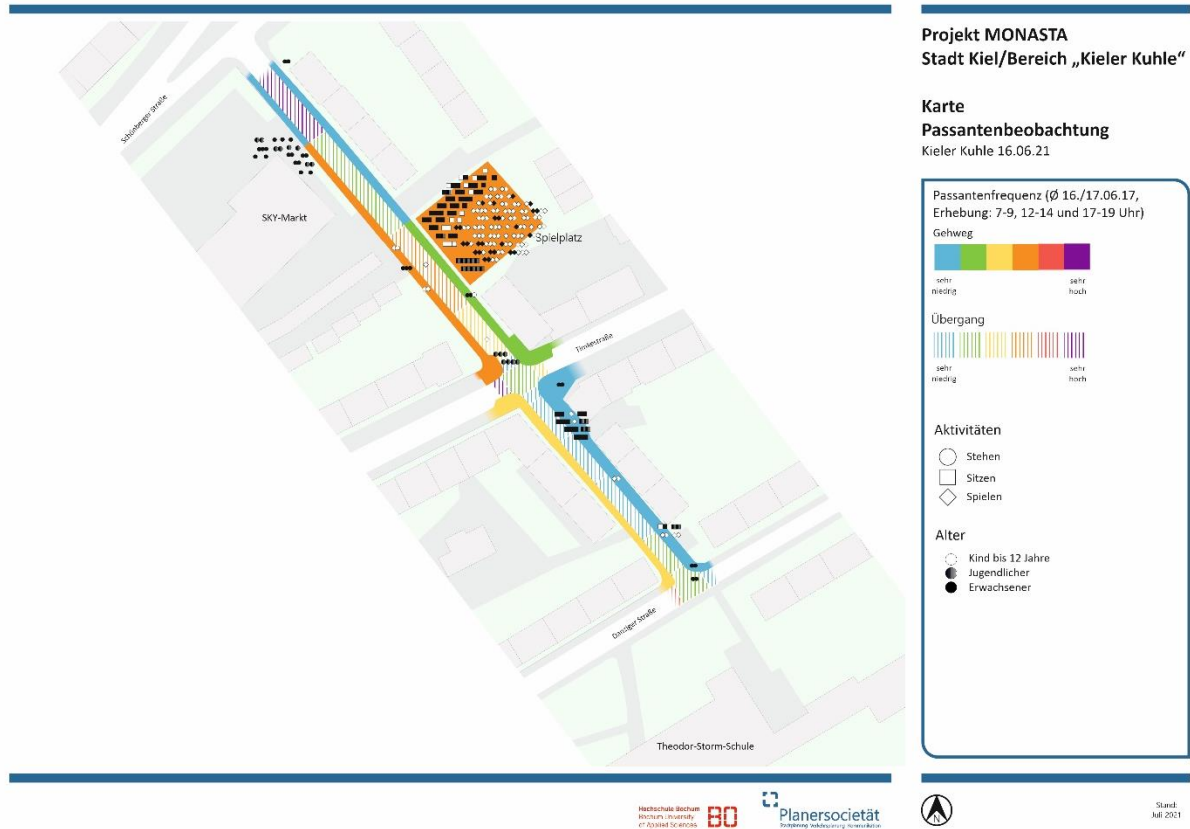 Projekt MONASTA
Stadt Kiel/Bereich „Kieler Kuhle“
Karte
Passantenbeobachtung
Kieler Kuhle 16.06.21
Passantenfrequenz (Ø 16./17.06.17,
Erhebung: 7-9, 12-14 und 17-19 Uhr)
Gehweg
sehr
niedrig
sehr
hoch
Übergang
sehr
niedrig
sehr
hoch
Aktivitäten
Stehen
Sitzen
Spielen
Alter
Kind bis 12 Jahre
Jugendlicher
Erwachsener
Schönberger Straße
SKY-Markt
Spielplatz
Timkestraße
Danziger Straße
Theodor-Storm-Schule
Hochschule Bochum
Bochum University
of Applied Sciences
BO
Planersocietät
Stadtplanung Verkehrsplanung Kommunikation
N
Stand:
Juli 2021